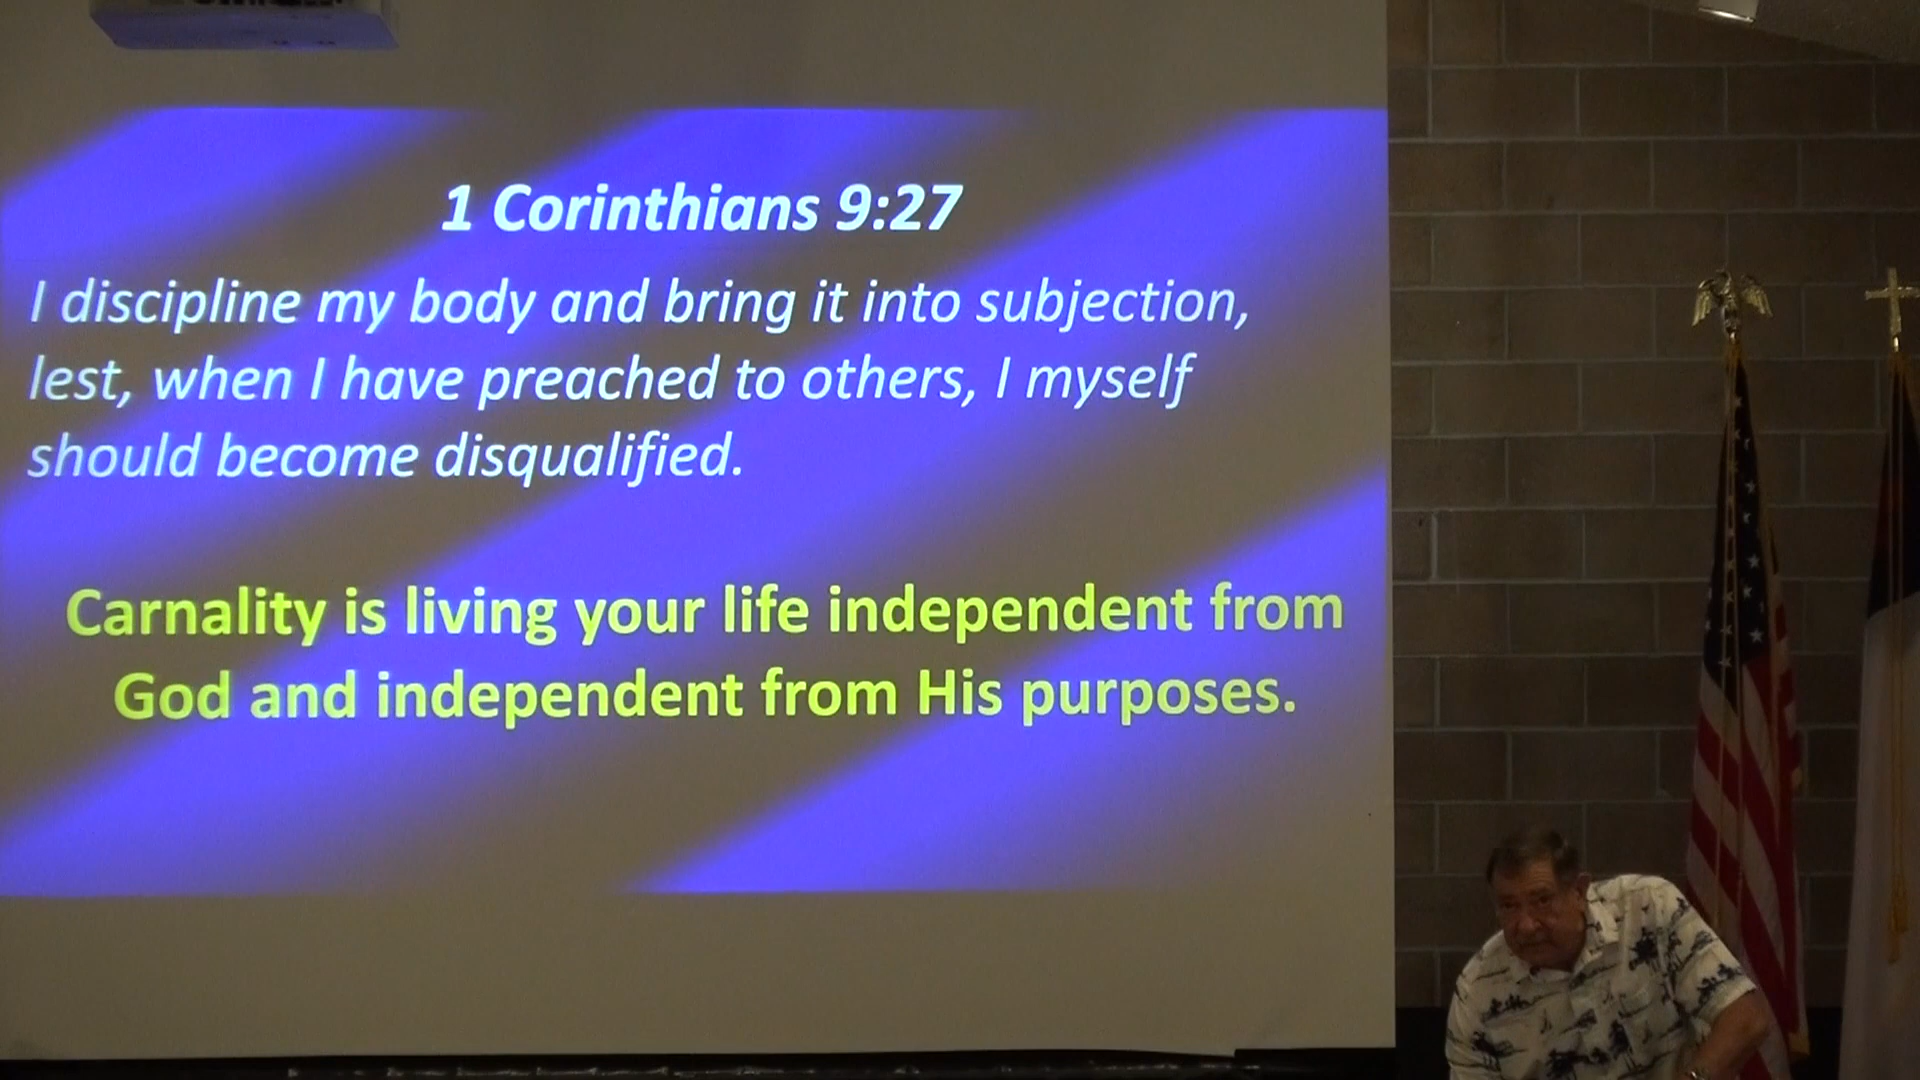 1 Corinthians 9:27
I discipline my body and bring it into subjection,
lest, when I have preached to others, I myself
should become disqualified.
Carnality is living your life independent from
God and independent from His purposes.